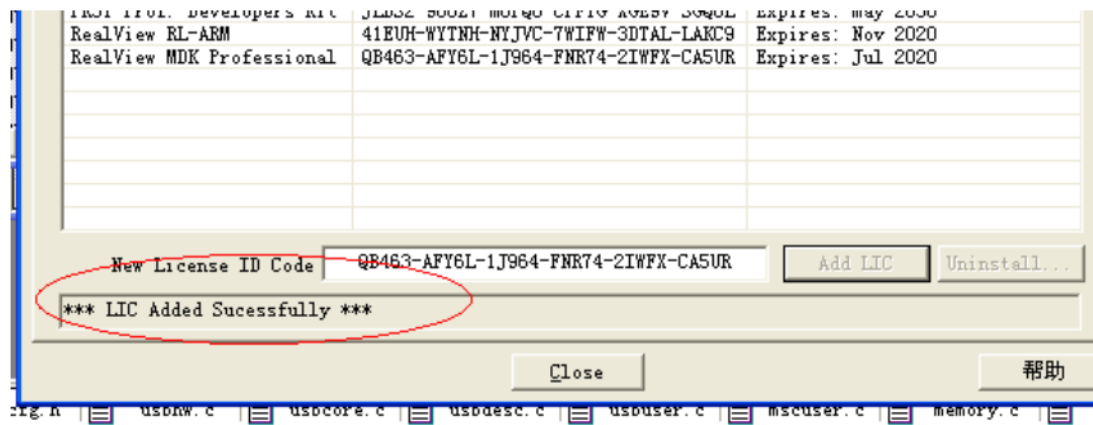 RealView RL-ARM 41EUH-WYTNH-NYJVC-7WIFW-3DTAL-LAKC9 Expires: Nov 2020
RealView MDK Professional QB463-AFY6L-1J964-FNR74-2IWFX-CA5UR Expires: Jul 2020
New License ID Code QB463-AFY6L-1J964-FNR74-2IWFX-CA5UR Add LIC Uninstall...
*** LIC Added Sucessfully ***
Close 帮助
usbhw.c usbcore.c usbdesc.c usbuser.c mscuser.c memory.c